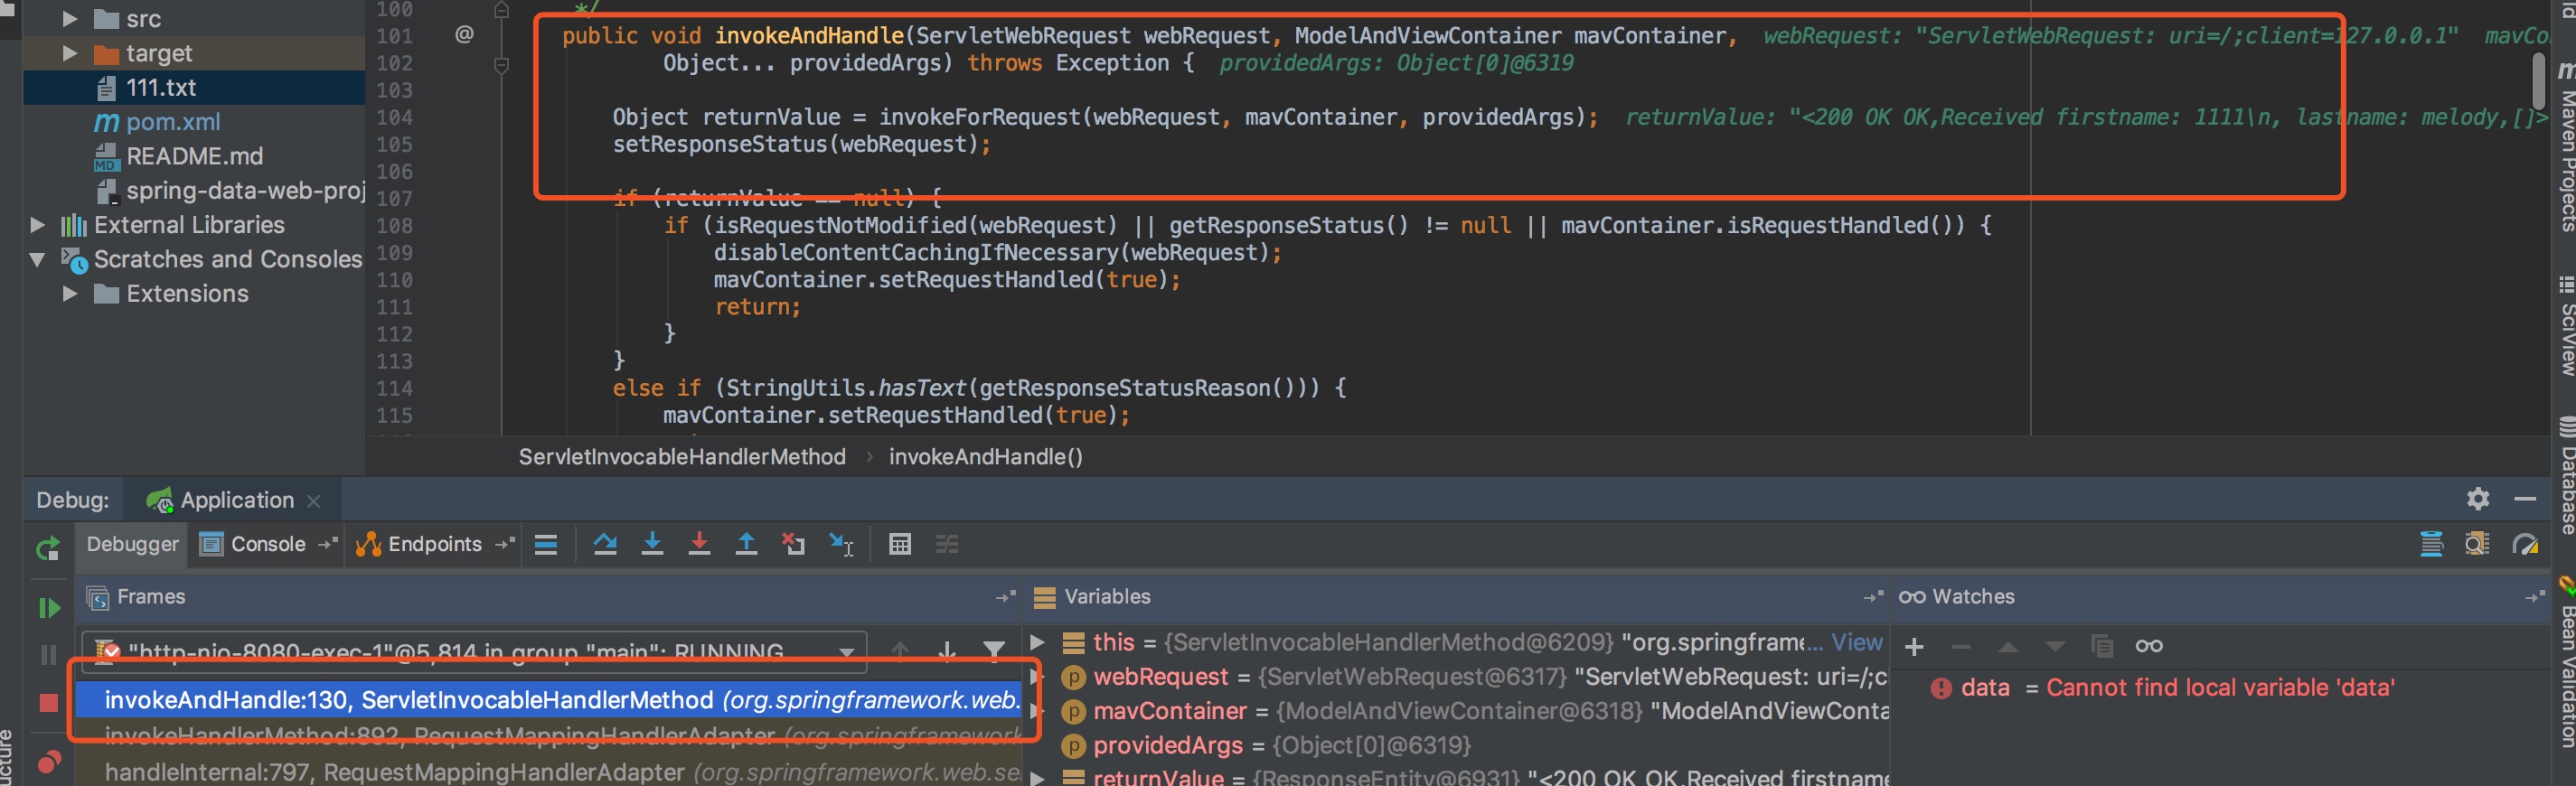 src
target
111.txt
pom.xml
README.md
spring-data-web-proj
External Libraries
Scratches and Consoles
Extensions
100 */
101 @ public void invokeAndHandle(ServletWebRequest webRequest, ModelAndViewContainer mavContainer, webRequest: "ServletWebRequest: uri=/;client=127.0.0.1" mavCo
102 Object... providedArgs) throws Exception { providedArgs: Object[0]@6319
103
104 Object returnValue = invokeForRequest(webRequest, mavContainer, providedArgs); returnValue: "<200 OK OK,Received firstname: 1111\n, lastname: melody,[]>
105 setResponseStatus(webRequest);
106
107 if (returnValue == null) {
108 if (isRequestNotModified(webRequest) || getResponseStatus() != null || mavContainer.isRequestHandled()) {
109 disableContentCachingIfNecessary(webRequest);
110 mavContainer.setRequestHandled(true);
111 return;
112 }
113 }
114 else if (StringUtils.hasText(getResponseStatusReason())) {
115 mavContainer.setRequestHandled(true);
ServletInvocableHandlerMethod › invokeAndHandle()
Maven Projects
SciView
Database
Bean Validation
Debug: Application ×
Debugger Console Endpoints
Frames
Variables
Watches
"http-nio-8080-exec-1"@5,814 in group "main": RUNNING
invokeAndHandle:130, ServletInvocableHandlerMethod (org.springframework.web.
invokeHandlerMethod:892, RequestMappingHandlerAdapter (org.springframework
handleInternal:797, RequestMappingHandlerAdapter (org.springframework.web.se
this = {ServletInvocableHandlerMethod@6209} "org.springframe... View
webRequest = {ServletWebRequest@6317} "ServletWebRequest: uri=/;c
mavContainer = {ModelAndViewContainer@6318} "ModelAndViewConta
providedArgs = {Object[0]@6319}
returnValue = {ResponseEntity@6931} "<200 OK OK,Received firstname
data = Cannot find local variable 'data'
ucture